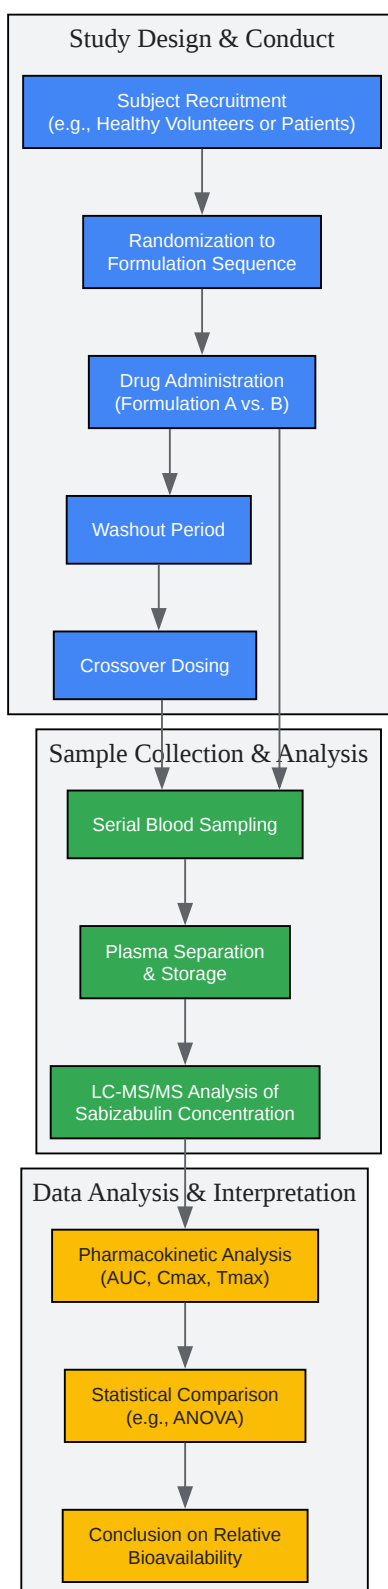 Study Design & Conduct
Subject Recruitment
(e.g., Healthy Volunteers or Patients)
Randomization to
Formulation Sequence
Drug Administration
(Formulation A vs. B)
Washout Period
Crossover Dosing
Sample Collection & Analysis
Serial Blood Sampling
Plasma Separation
& Storage
LC-MS/MS Analysis of
Sabizabulin Concentration
Data Analysis & Interpretation
Pharmacokinetic Analysis
(AUC, Cmax, Tmax)
Statistical Comparison
(e.g., ANOVA)
Conclusion on Relative
Bioavailability